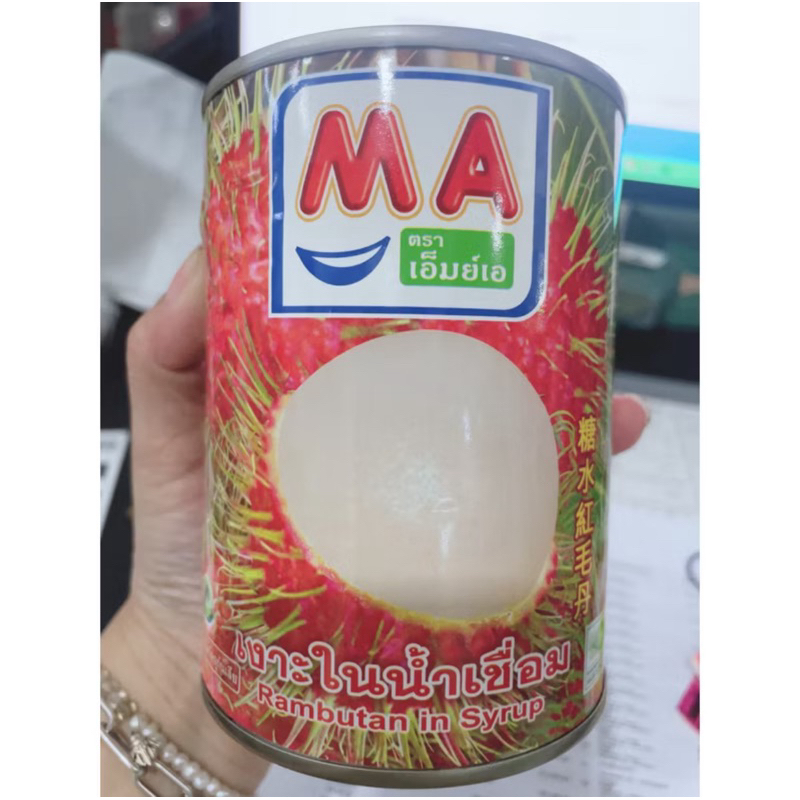 MA
ตรา
เอ็มย์เอ
糖水紅毛丹
เงาะในน้ำเชื่อม
Rambutan in Syrup